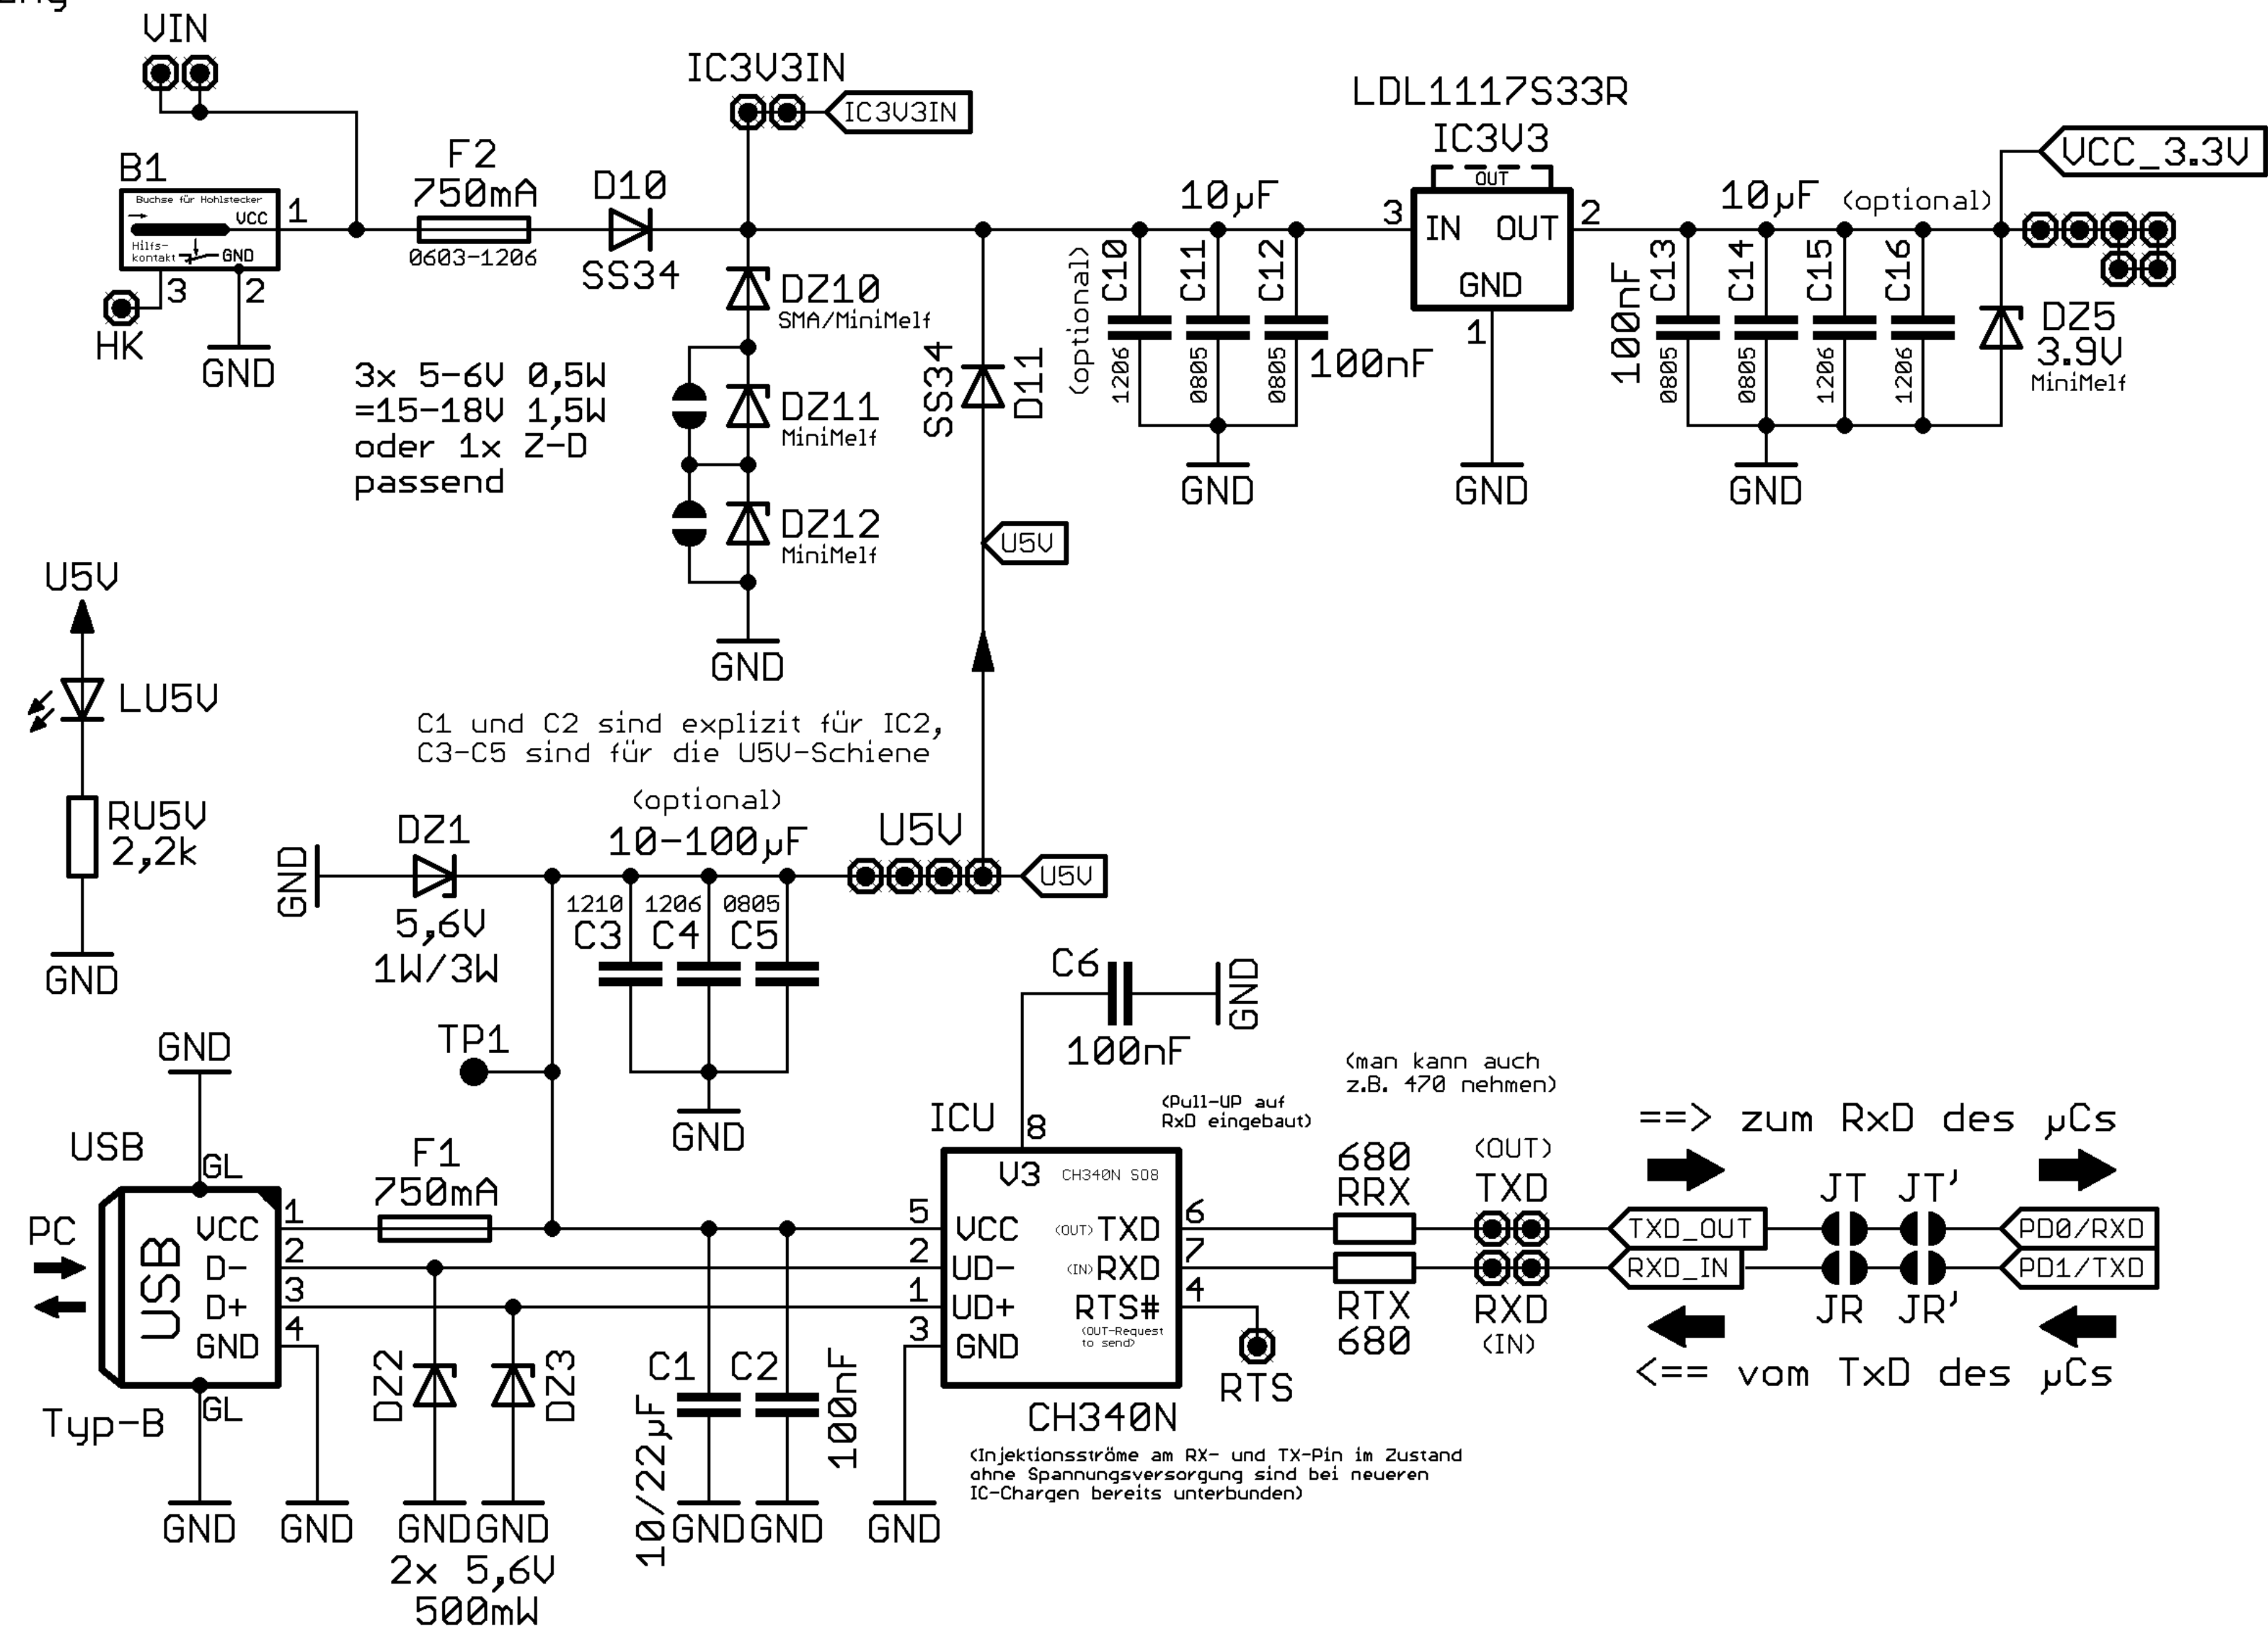 VIN
IC3V3IN
IC3V3IN
LDL1117S33R
IC3V3
OUT
VCC_3.3V
B1
Buchse für Hohlstecker
VCC
1
Hilfs-
kontakt
GND
3
2
HK
GND
F2
750mA
0603-1206
D10
SS34
10µF
3
IN
OUT
2
GND
1
10µF
(optional)
(optional)
C10
C11
C12
1206
0805
0805
100nF
100nF
C13
C14
C15
C16
0805
0805
1206
1206
DZ5
3.9V
MiniMelf
DZ10
SMA/MiniMelf
DZ11
MiniMelf
DZ12
MiniMelf
3x 5-6V 0,5W
=15-18V 1,5W
oder 1x Z-D
passend
SS34
D11
GND
GND
GND
U5V
GND
U5V
LU5V
RU5V
2,2k
GND
C1 und C2 sind explizit für IC2,
C3-C5 sind für die U5V-Schiene
(optional)
10-100µF
U5V
U5V
GND
DZ1
5,6V
1W/3W
1210
1206
0805
C3
C4
C5
GND
TP1
C6
100nF
GND
(man kann auch
z.B. 470 nehmen)
(Pull-UP auf
RxD eingebaut)
GND
USB
GL
PC
USB
VCC
D-
D+
GND
1
2
3
4
GL
Typ-B
GND
GND
F1
750mA
DZ2
DZ3
GND
GND
2x 5,6V
500mW
C1
C2
10/22µF
100nF
GND
GND
GND
ICU
8
V3
CH340N SO8
5
VCC
(OUT) TXD
6
2
UD-
(IN) RXD
7
1
UD+
RTS#
4
3
GND
(OUT-Request
to send)
CH340N
(Injektionsströme am RX- und TX-Pin im Zustand
ohne Spannungsversorgung sind bei neueren
IC-Chargen bereits unterbunden)
RTS
680
RRX
RTX
680
(OUT)
TXD
RXD
(IN)
==> zum RxD des µCs
JT
JT'
TXD_OUT
PD0/RXD
RXD_IN
PD1/TXD
JR
JR'
<== vom TxD des µCs